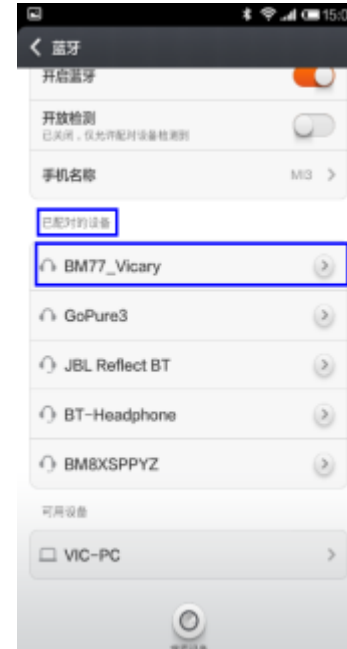 15:0
蓝牙
开启蓝牙
开放检测
已关闭，仅允许配对设备检测到
手机名称
MI3
已配对的设备
BM77_Vicary
GoPure3
JBL Reflect BT
BT-Headphone
BM8XSPPYZ
可用设备
VIC-PC